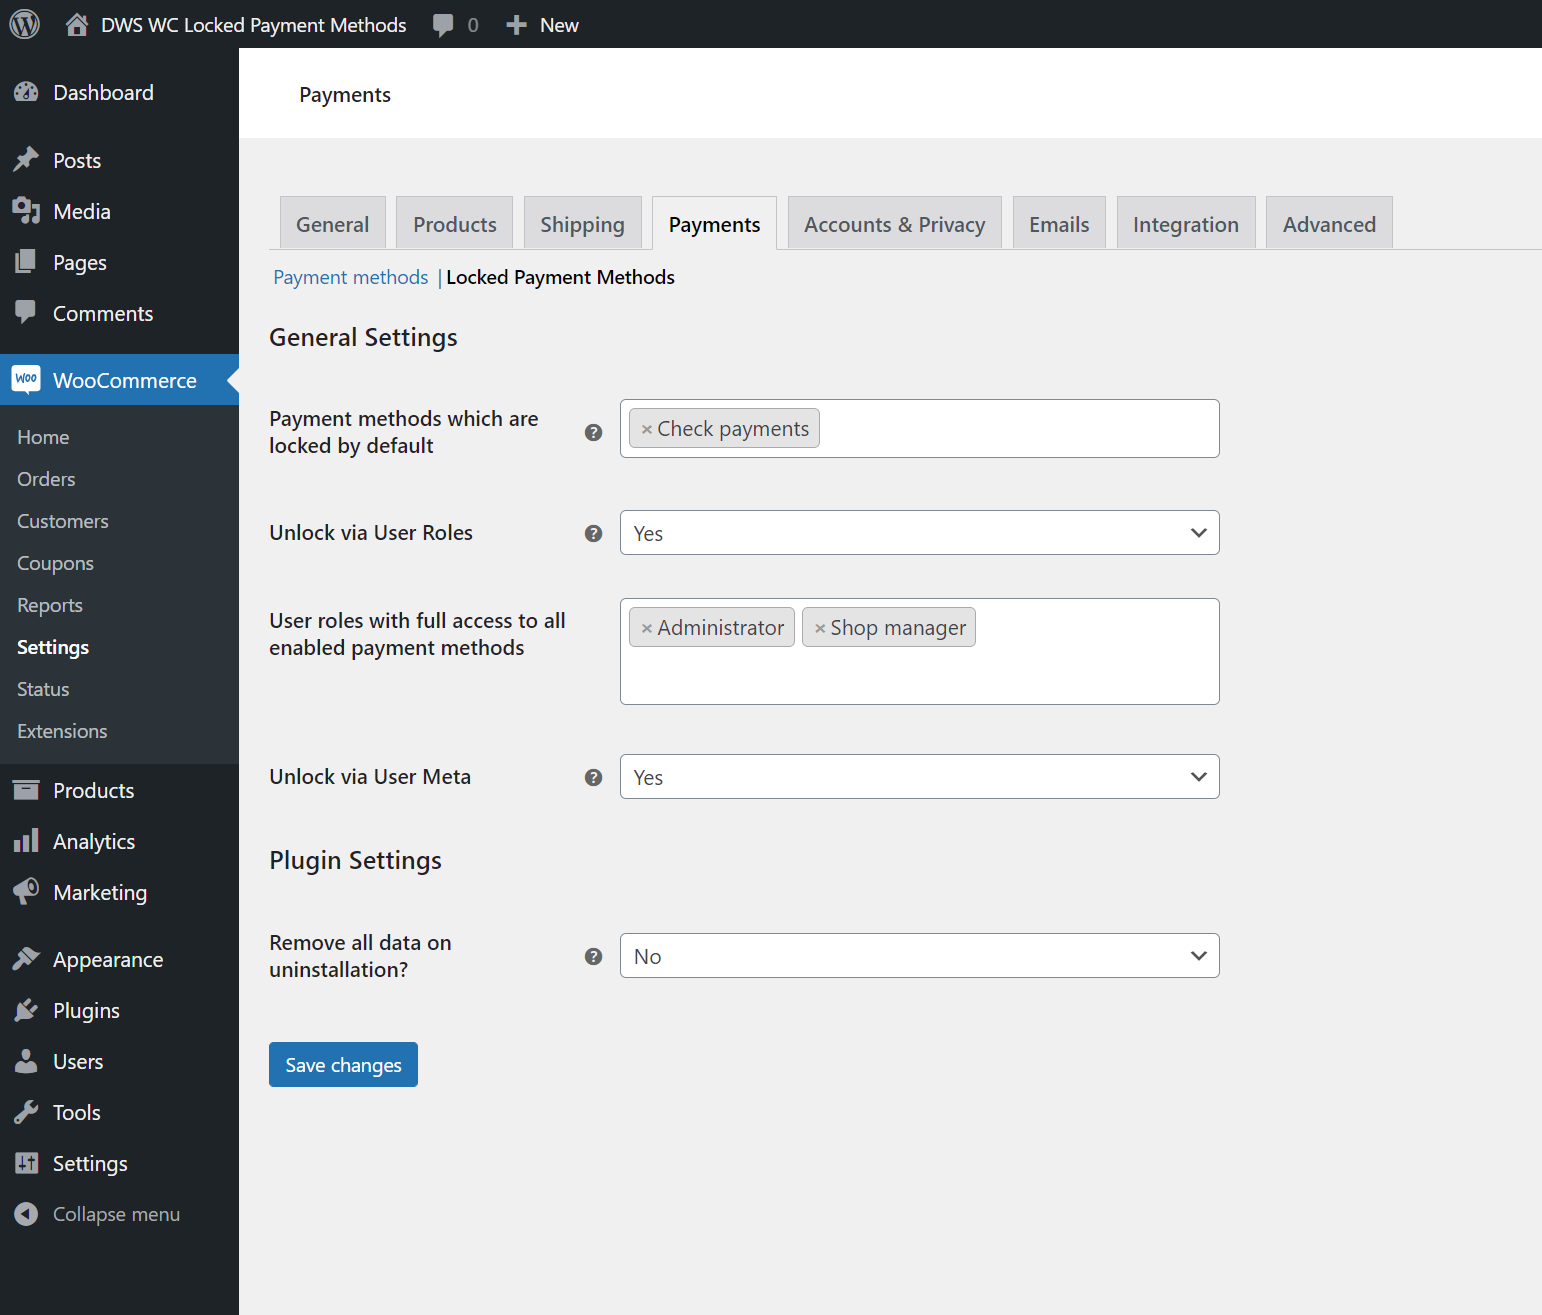 DWS WC Locked Payment Methods 0 New
Dashboard
Posts
Media
Pages
Comments
Woo WooCommerce
Home
Orders
Customers
Coupons
Reports
Settings
Status
Extensions
Products
Analytics
Marketing
Appearance
Plugins
Users
Tools
Settings
Collapse menu
Payments
General Products Shipping Payments Accounts & Privacy Emails Integration Advanced
Payment methods | Locked Payment Methods
General Settings
Payment methods which are
locked by default
? × Check payments
Unlock via User Roles ? Yes
User roles with full access to all
enabled payment methods
× Administrator × Shop manager
Unlock via User Meta ? Yes
Plugin Settings
Remove all data on
uninstallation?
? No
Save changes